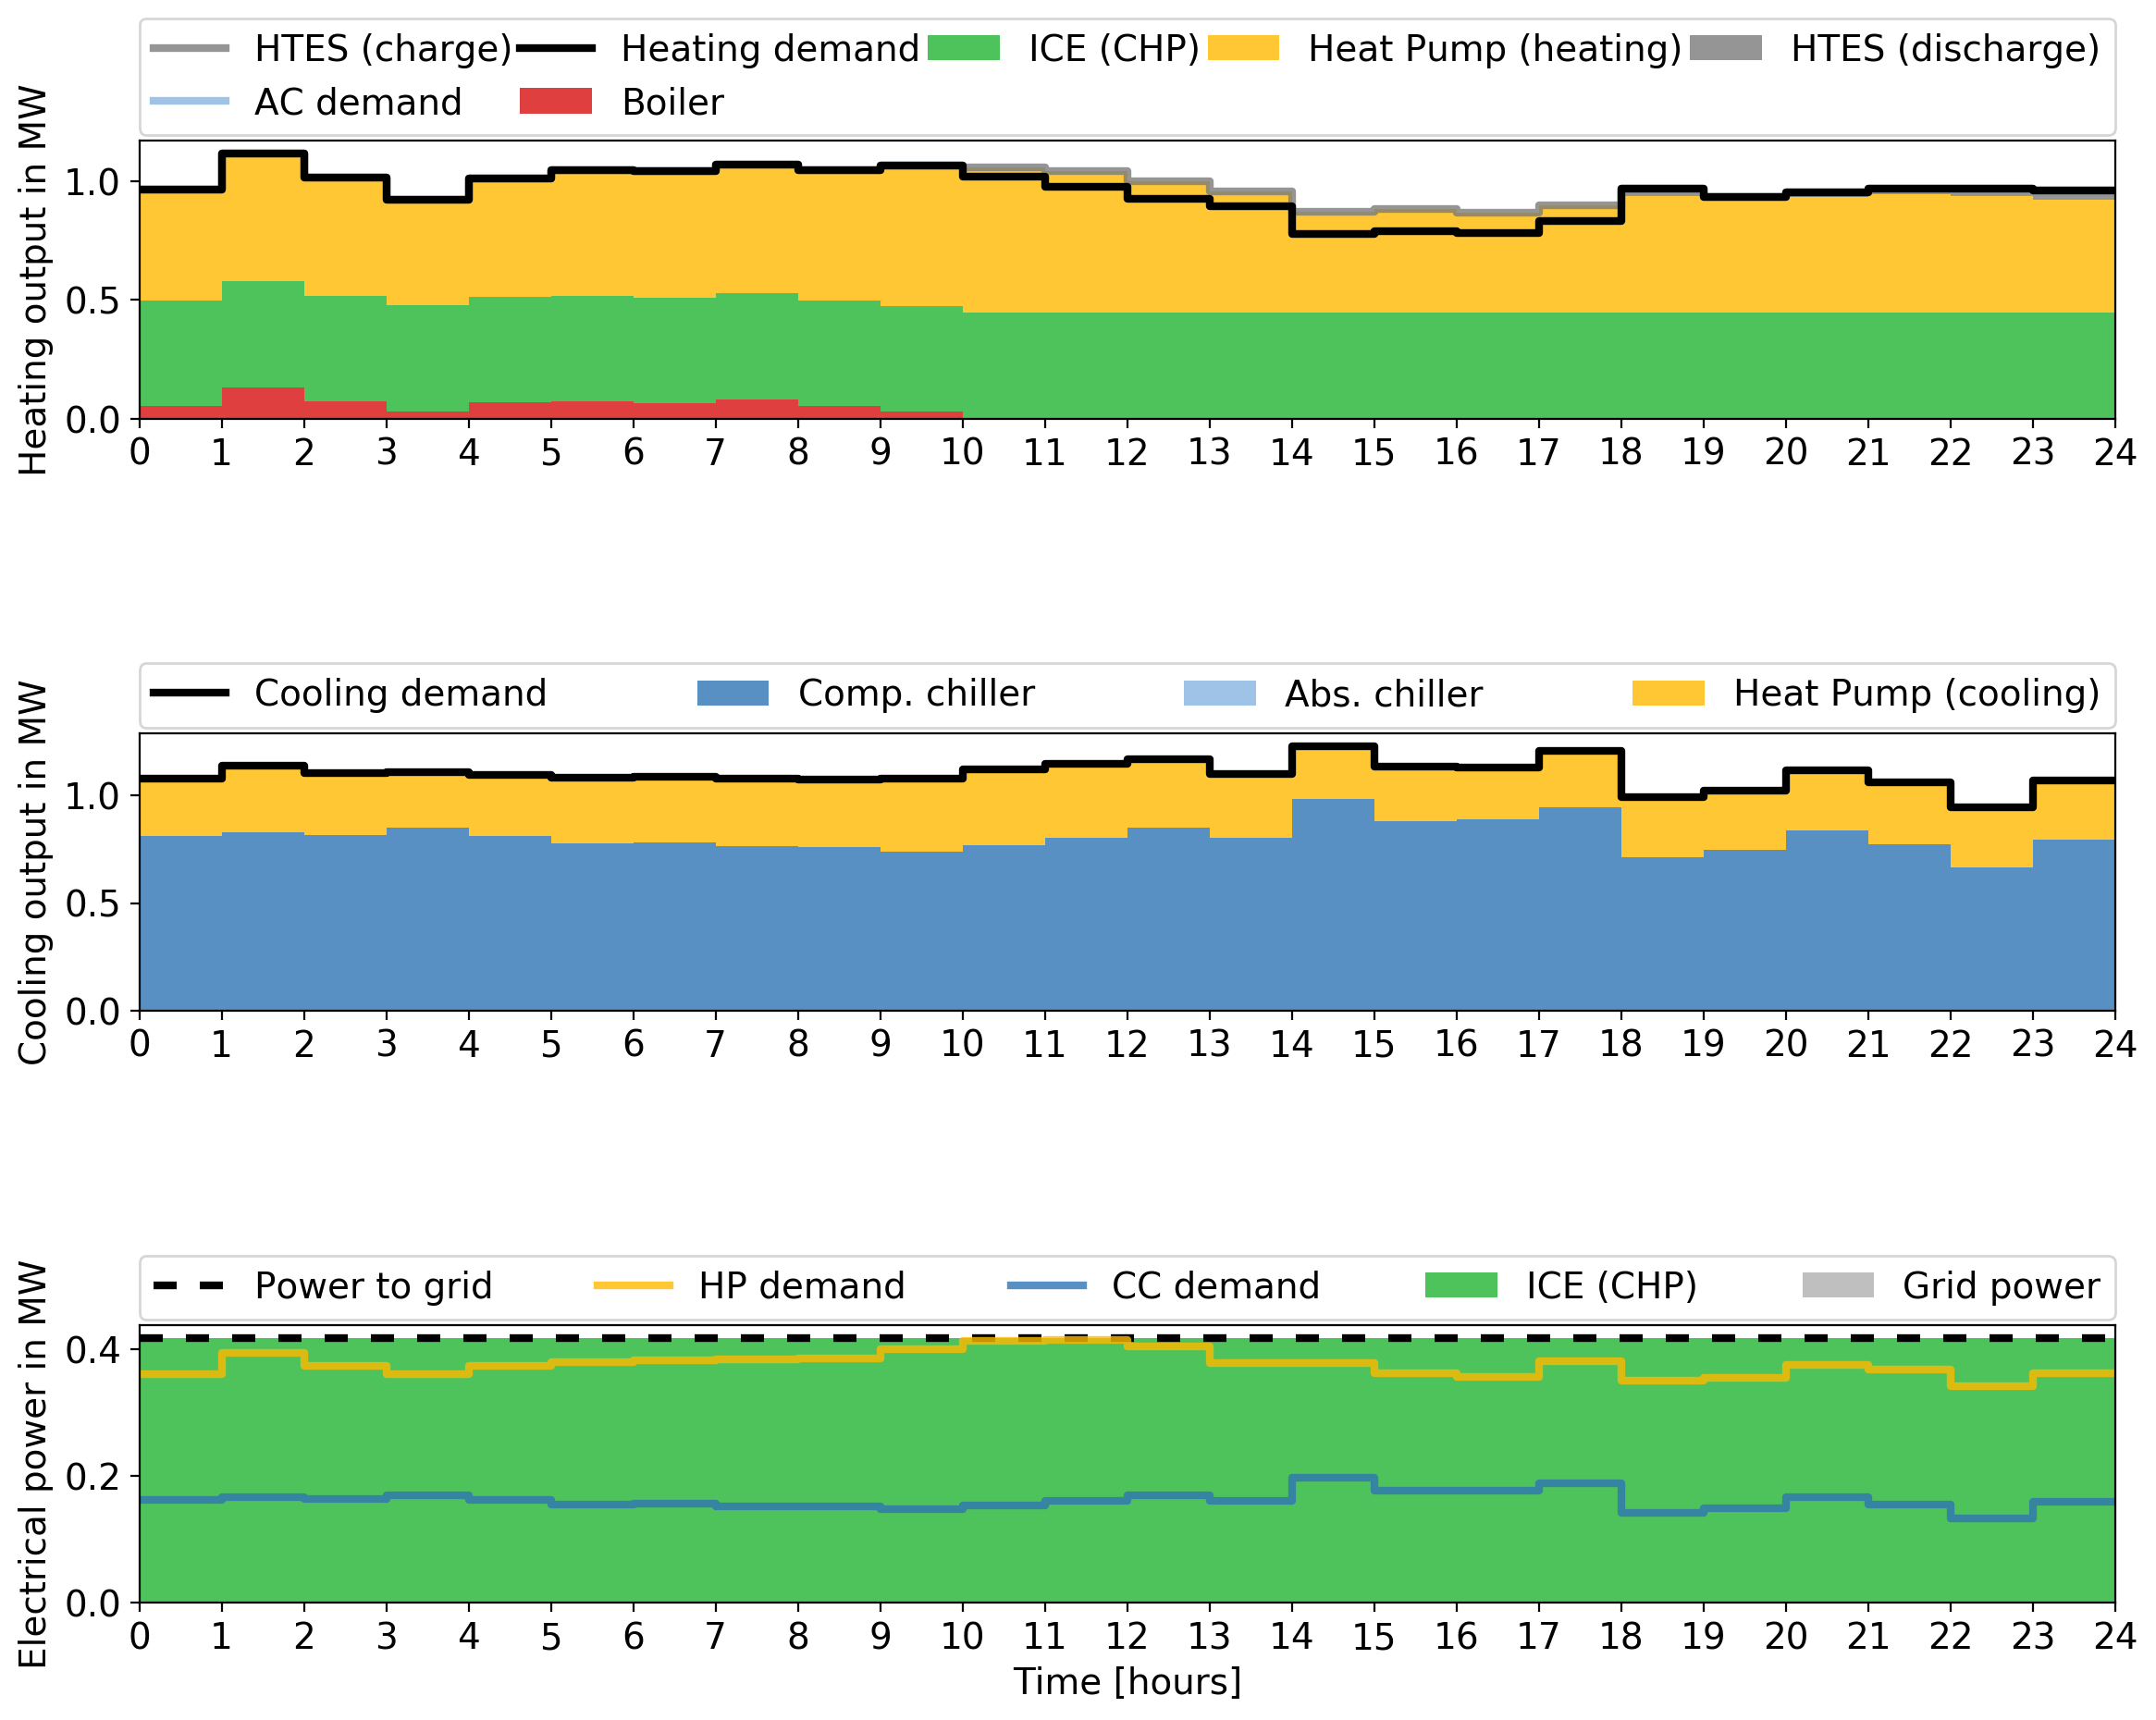 HTES (charge) Heating demand ICE (CHP) Heat Pump (heating) HTES (discharge)
AC demand Boiler
Heating output in MW
1.0
0.5
0.0
0 1 2 3 4 5 6 7 8 9 10 11 12 13 14 15 16 17 18 19 20 21 22 23 24
Cooling demand Comp. chiller Abs. chiller Heat Pump (cooling)
Cooling output in MW
1.0
0.5
0.0
0 1 2 3 4 5 6 7 8 9 10 11 12 13 14 15 16 17 18 19 20 21 22 23 24
Power to grid HP demand CC demand ICE (CHP) Grid power
Electrical power in MW
0.4
0.2
0.0
0 1 2 3 4 5 6 7 8 9 10 11 12 13 14 15 16 17 18 19 20 21 22 23 24
Time [hours]